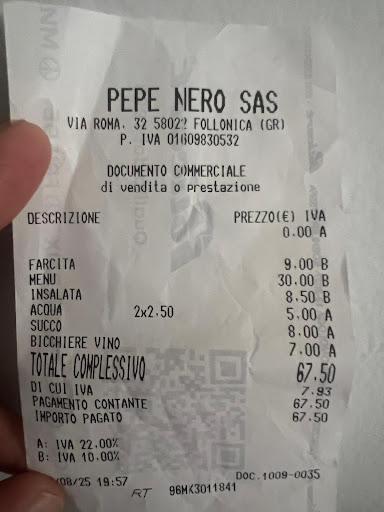 PEPE NERO SAS
VIA ROMA, 32 58022 FOLLONICA (GR)
P. IVA 01609830532
DOCUMENTO COMMERCIALE
di vendita o prestazione
DESCRIZIONE PREZZO(€) IVA
0.00 A
FARCITA 9.00 B
MENU 30.00 B
INSALATA 8.50 B
ACQUA 2x2.50 5.00 A
SUCCO 8.00 A
BICCHIERE VINO 7.00 A
TOTALE COMPLESSIVO 67.50
DI CUI IVA 7.93
PAGAMENTO CONTANTE 67.50
IMPORTO PAGATO 67.50
A: IVA 22.00%
B: IVA 10.00%
/08/25 19:57 DOC.1009-0035
RT 96MK3011841